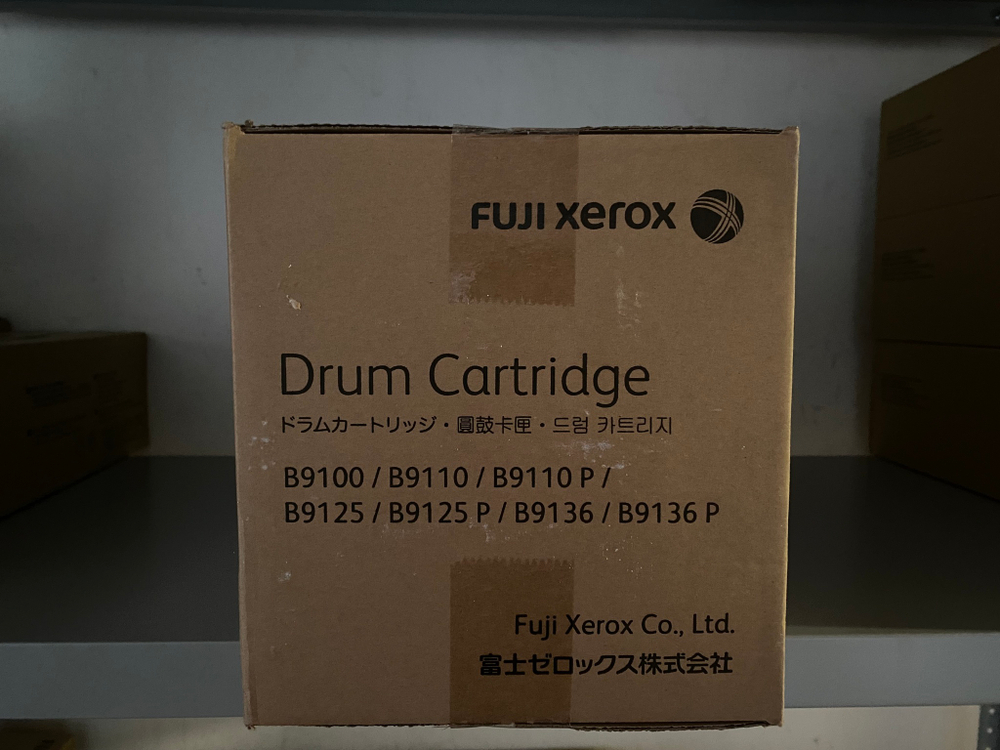 FUJI xerox
Drum Cartridge
ドラムカートリッジ・圓鼓卡匣・드럼 카트리지
B9100 / B9110 / B9110 P /
B9125 / B9125 P / B9136 / B9136 P
Fuji Xerox Co., Ltd.
富士ゼロックス株式会社